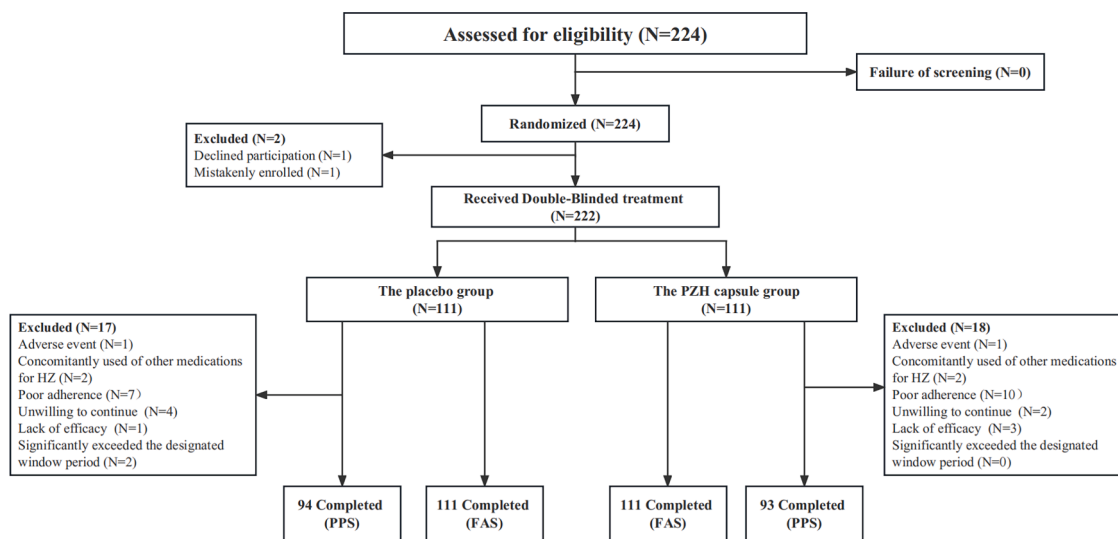 Assessed for eligibility (N=224)
Failure of screening (N=0)
Randomized (N=224)
Excluded (N=2)
Declined participation (N=1)
Mistakenly enrolled (N=1)
Received Double-Blinded treatment
(N=222)
The placebo group
(N=111)
The PZH capsule group
(N=111)
Excluded (N=17)
Adverse event (N=1)
Concomitantly used of other medications
for HZ (N=2)
Poor adherence (N=7）
Unwilling to continue (N=4)
Lack of efficacy (N=1)
Significantly exceeded the designated
window period (N=2)
Excluded (N=18)
Adverse event (N=1)
Concomitantly used of other medications
for HZ (N=2)
Poor adherence (N=10）
Unwilling to continue (N=2)
Lack of efficacy (N=3)
Significantly exceeded the designated
window period (N=0)
94 Completed
(PPS)
111 Completed
(FAS)
111 Completed
(FAS)
93 Completed
(PPS)